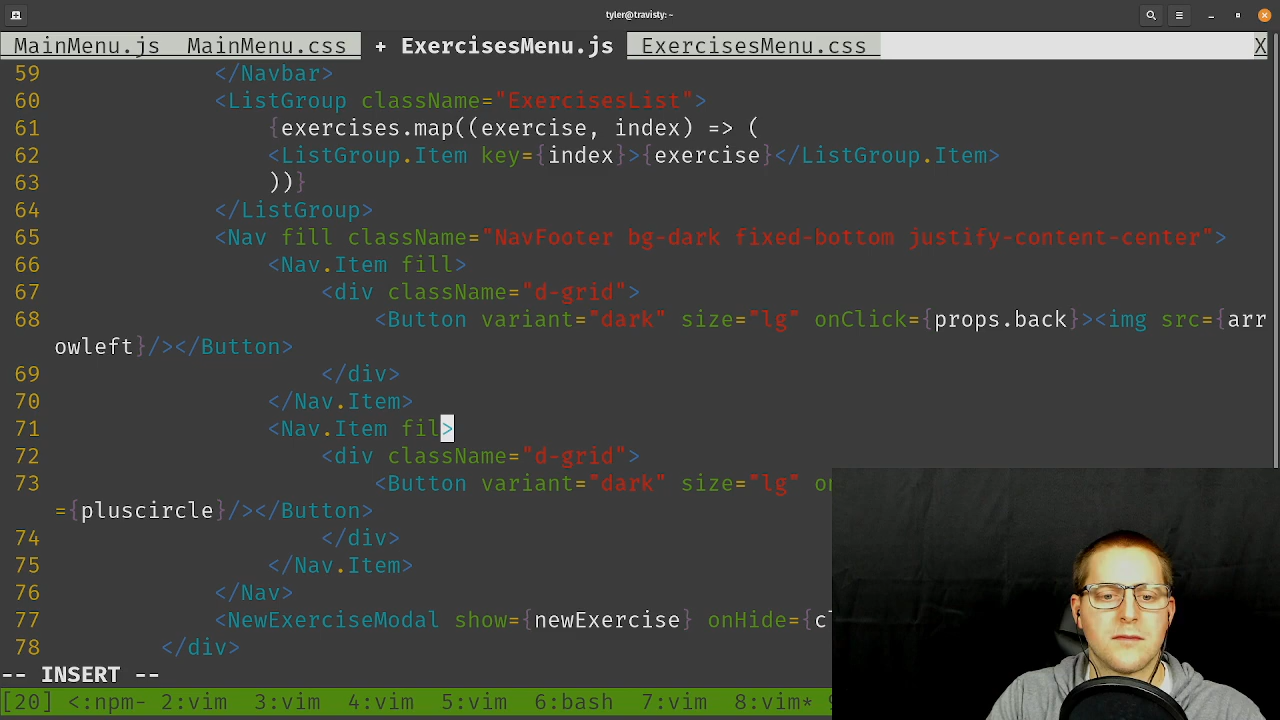 tyler@travisty: ~
MainMenu.js MainMenu.css + ExercisesMenu.js ExercisesMenu.css X
59 </Navbar>
60 <ListGroup className="ExercisesList">
61 {exercises.map((exercise, index) => (
62 <ListGroup.Item key={index}>{exercise}</ListGroup.Item>
63 ))}
64 </ListGroup>
65 <Nav fill className="NavFooter bg-dark fixed-bottom justify-content-center">
66 <Nav.Item fill>
67 <div className="d-grid">
68 <Button variant="dark" size="lg" onClick={props.back}><img src={arr
owleft}/></Button>
69 </div>
70 </Nav.Item>
71 <Nav.Item fil>
72 <div className="d-grid">
73 <Button variant="dark" size="lg" on
={pluscircle}/></Button>
74 </div>
75 </Nav.Item>
76 </Nav>
77 <NewExerciseModal show={newExercise} onHide={cl
78 </div>
-- INSERT --
[20] <:npm- 2:vim 3:vim 4:vim 5:vim 6:bash 7:vim 8:vim*